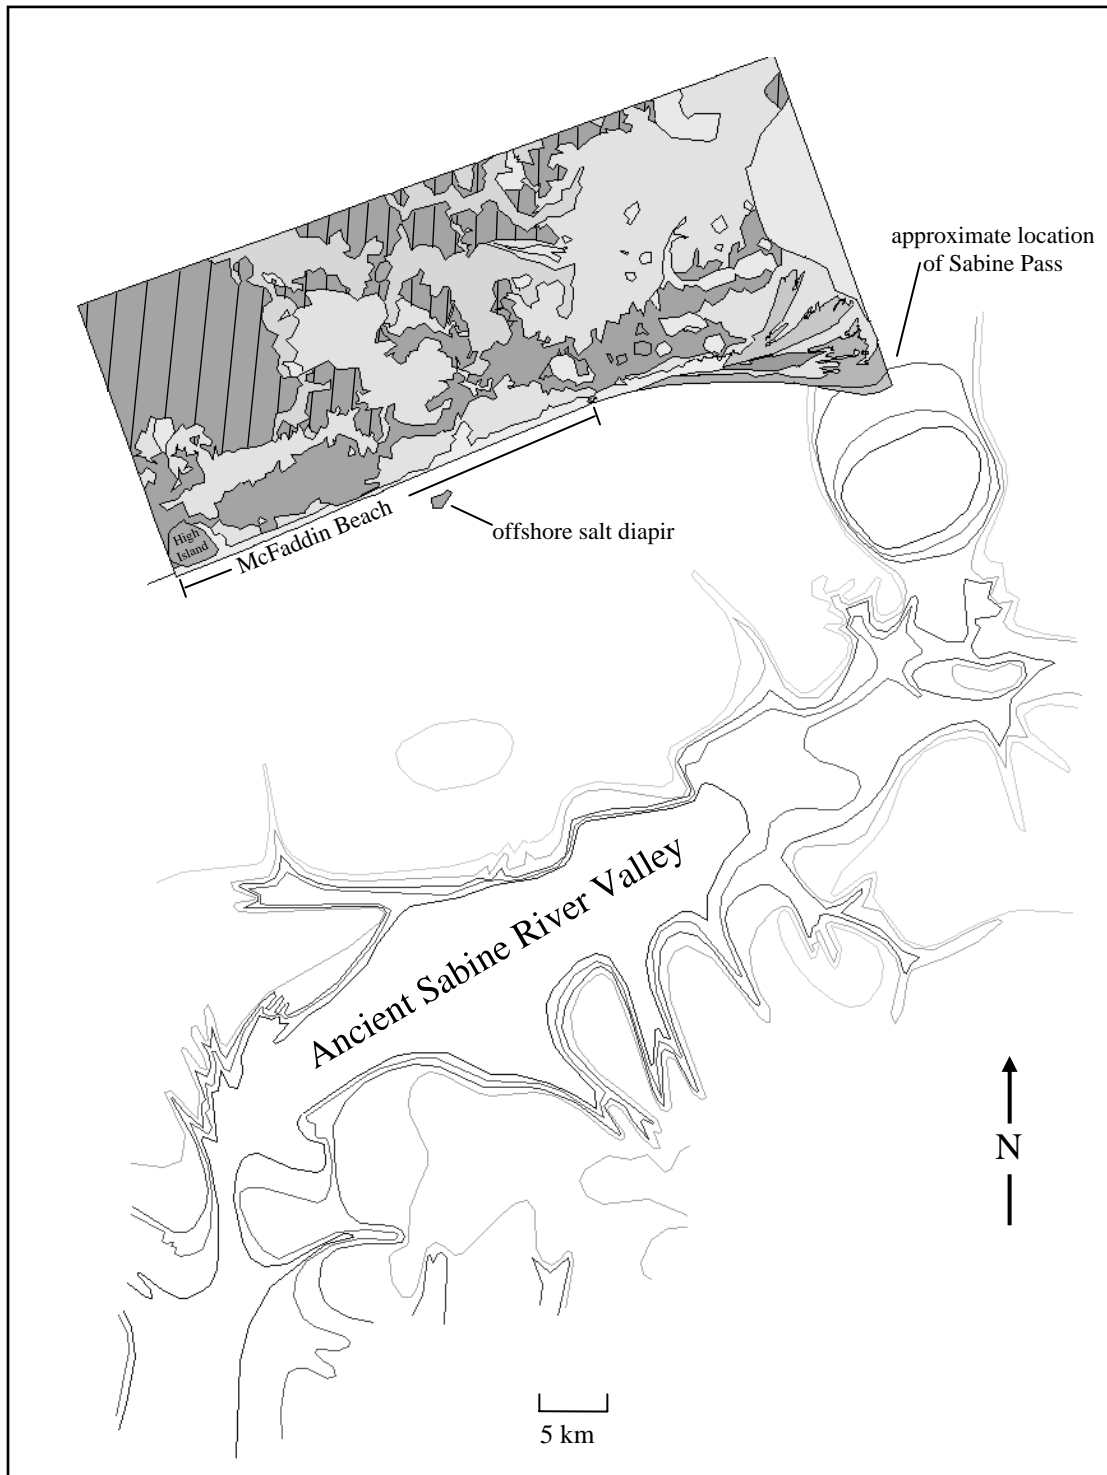 approximate location
of Sabine Pass
High
Island
McFaddin Beach
offshore salt diapir
Ancient Sabine River Valley
N
5 km